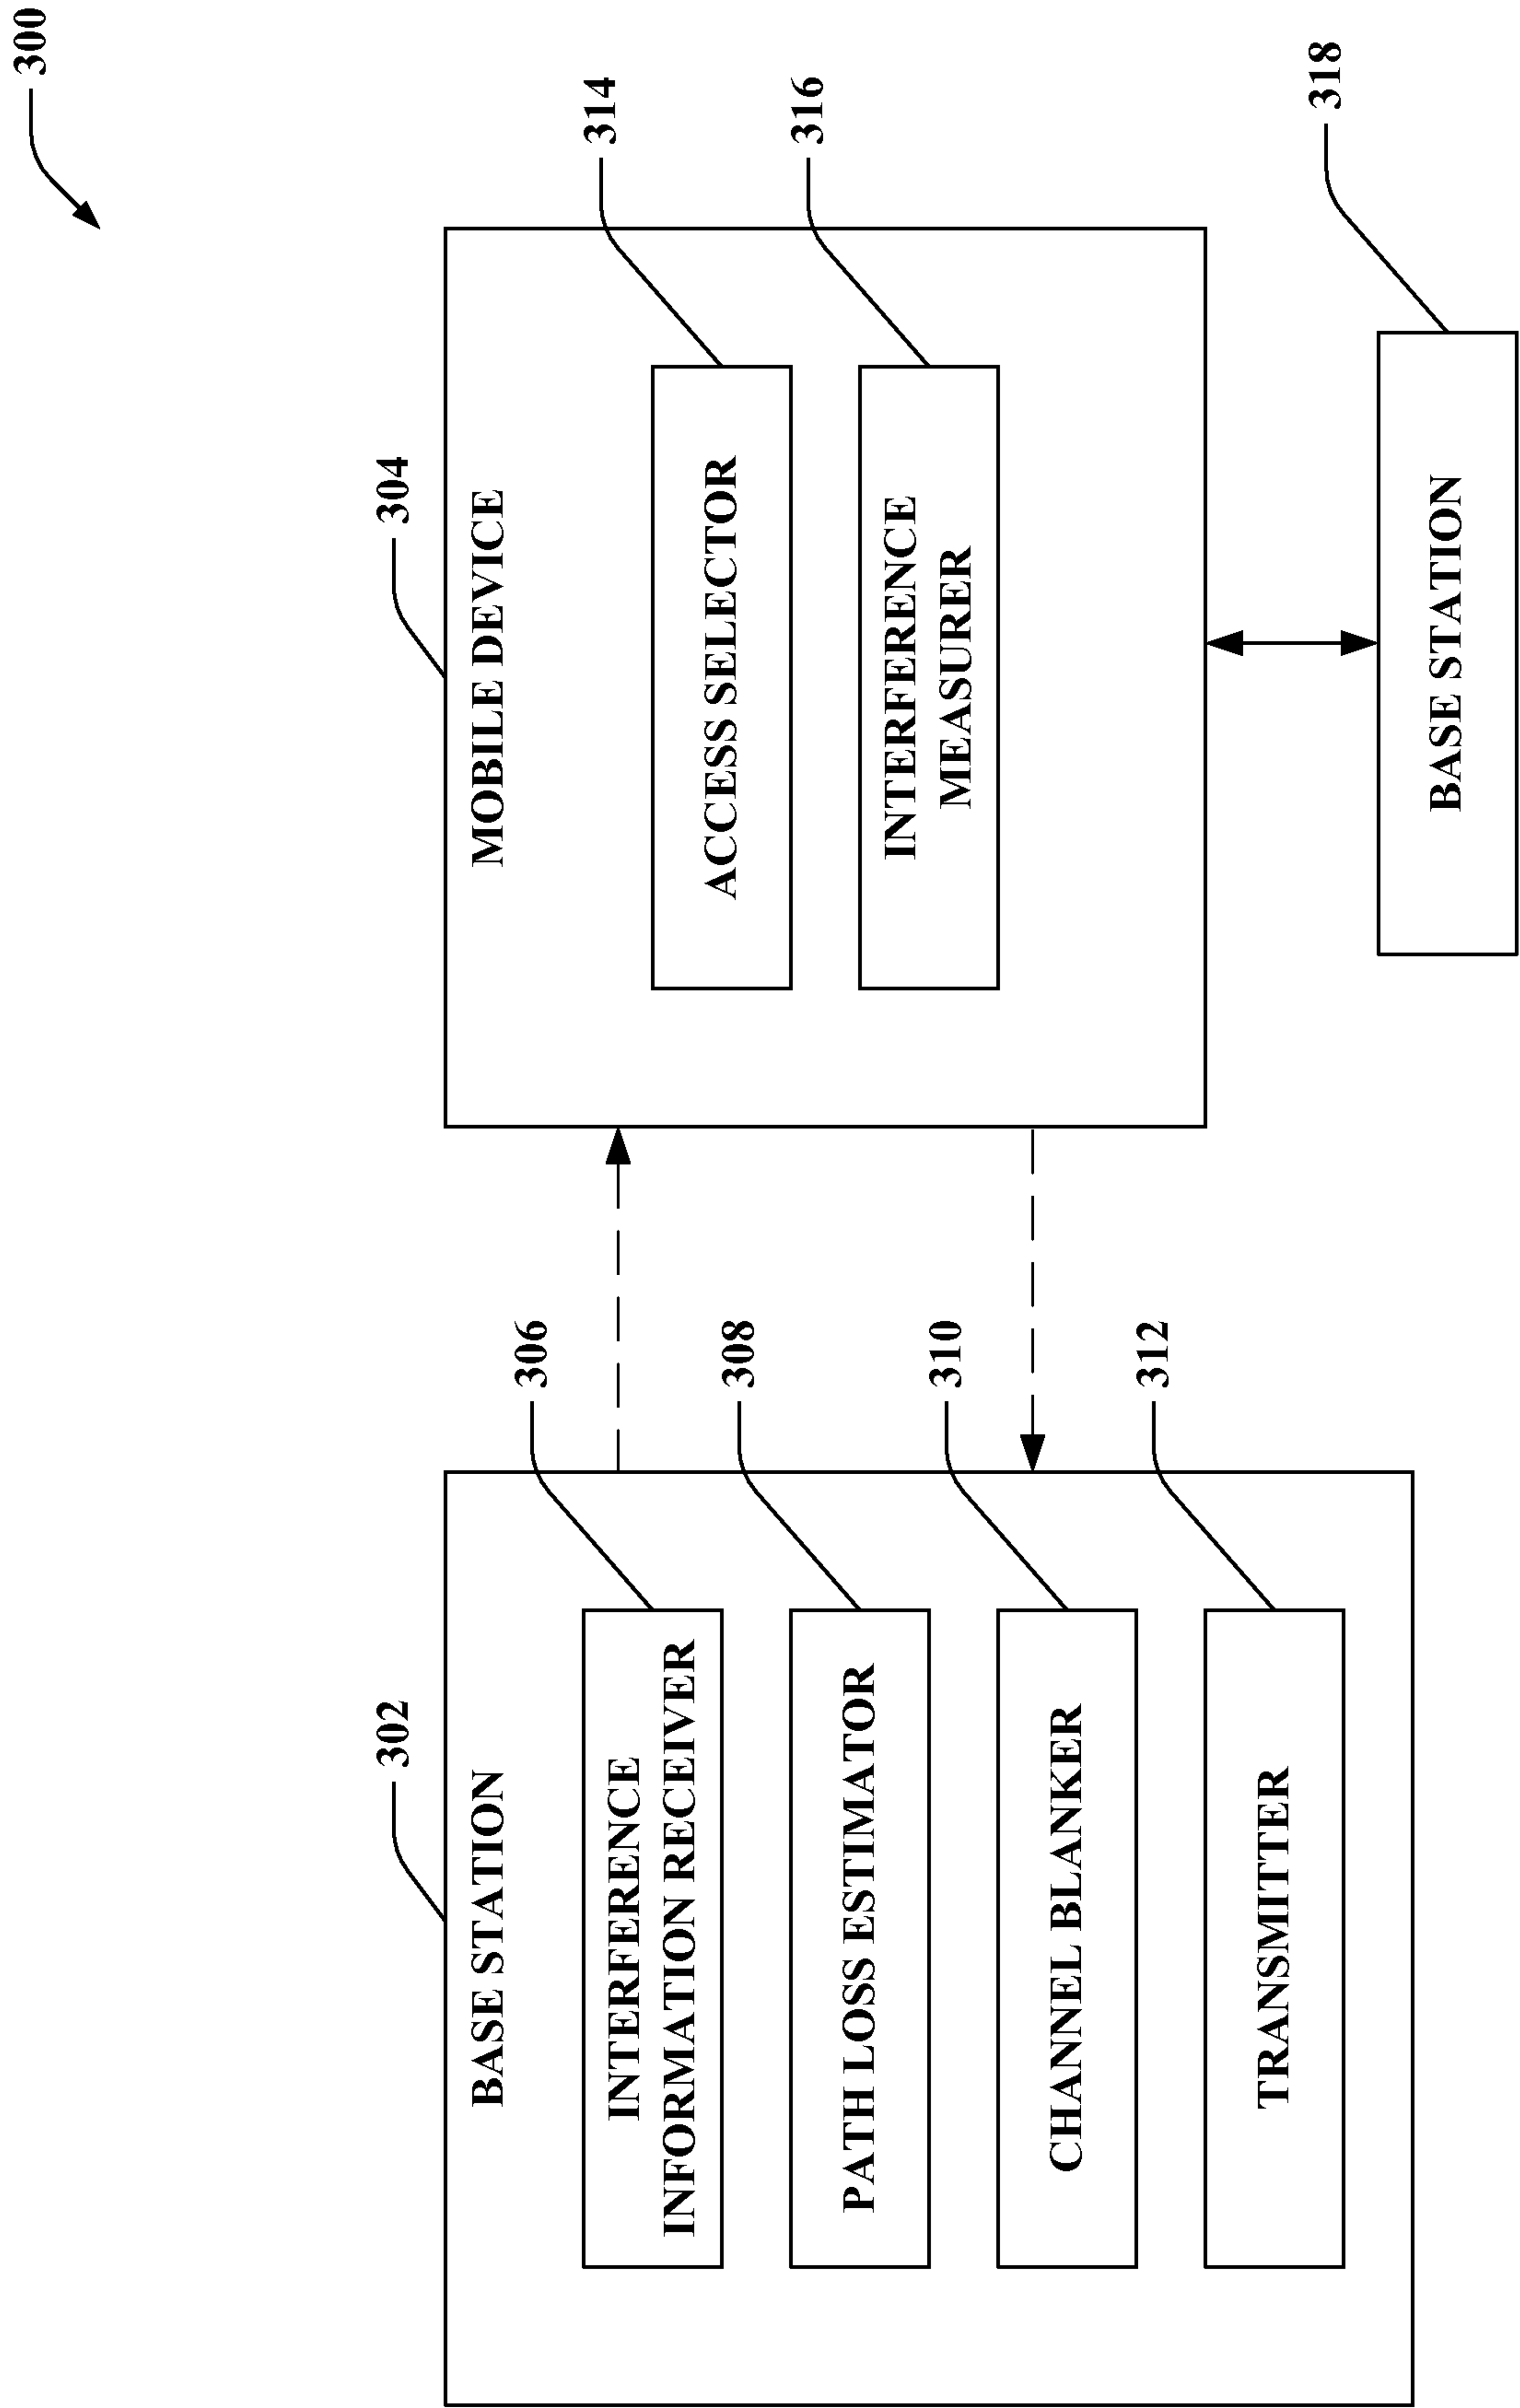 300
302
BASE STATION
306
INTERFERENCE
INFORMATION RECEIVER
308
PATH LOSS ESTIMATOR
310
CHANNEL BLANKER
312
TRANSMITTER
304
MOBILE DEVICE
314
ACCESS SELECTOR
316
INTERFERENCE
MEASURER
318
BASE STATION